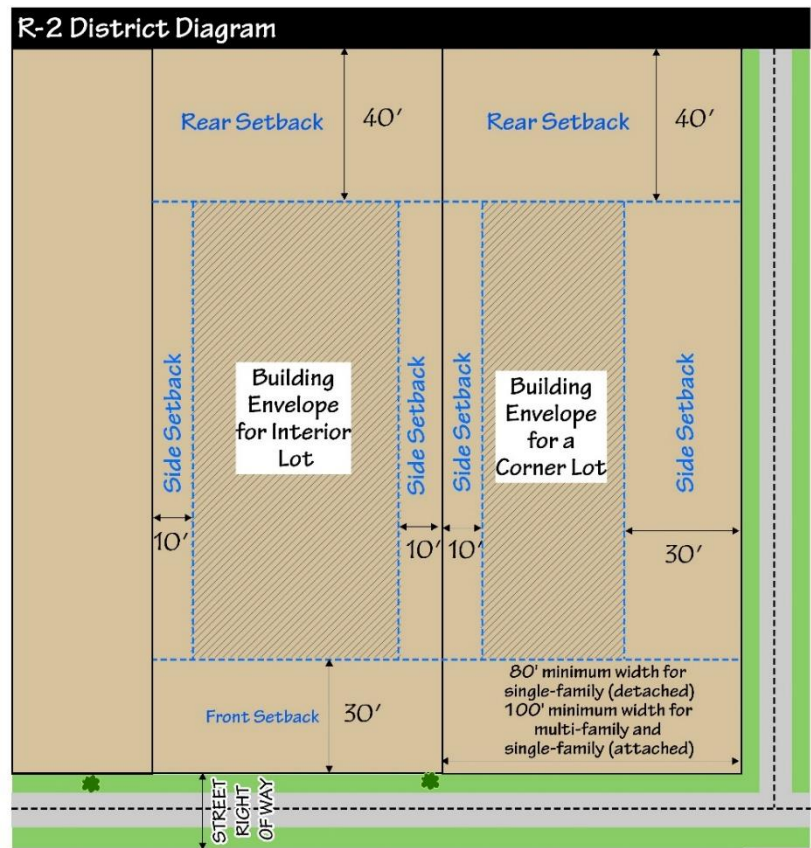 R-2 District Diagram
Rear Setback
40'
Rear Setback
40'
Side Setback
Building
Envelope
for Interior
Lot
Side Setback
Side Setback
Building
Envelope
for a
Corner Lot
Side Setback
10'
10'
10'
30'
Front Setback
30'
80' minimum width for
single-family (detached)
100' minimum width for
multi-family and
single-family (attached)
STREET
RIGHT
OF WAY